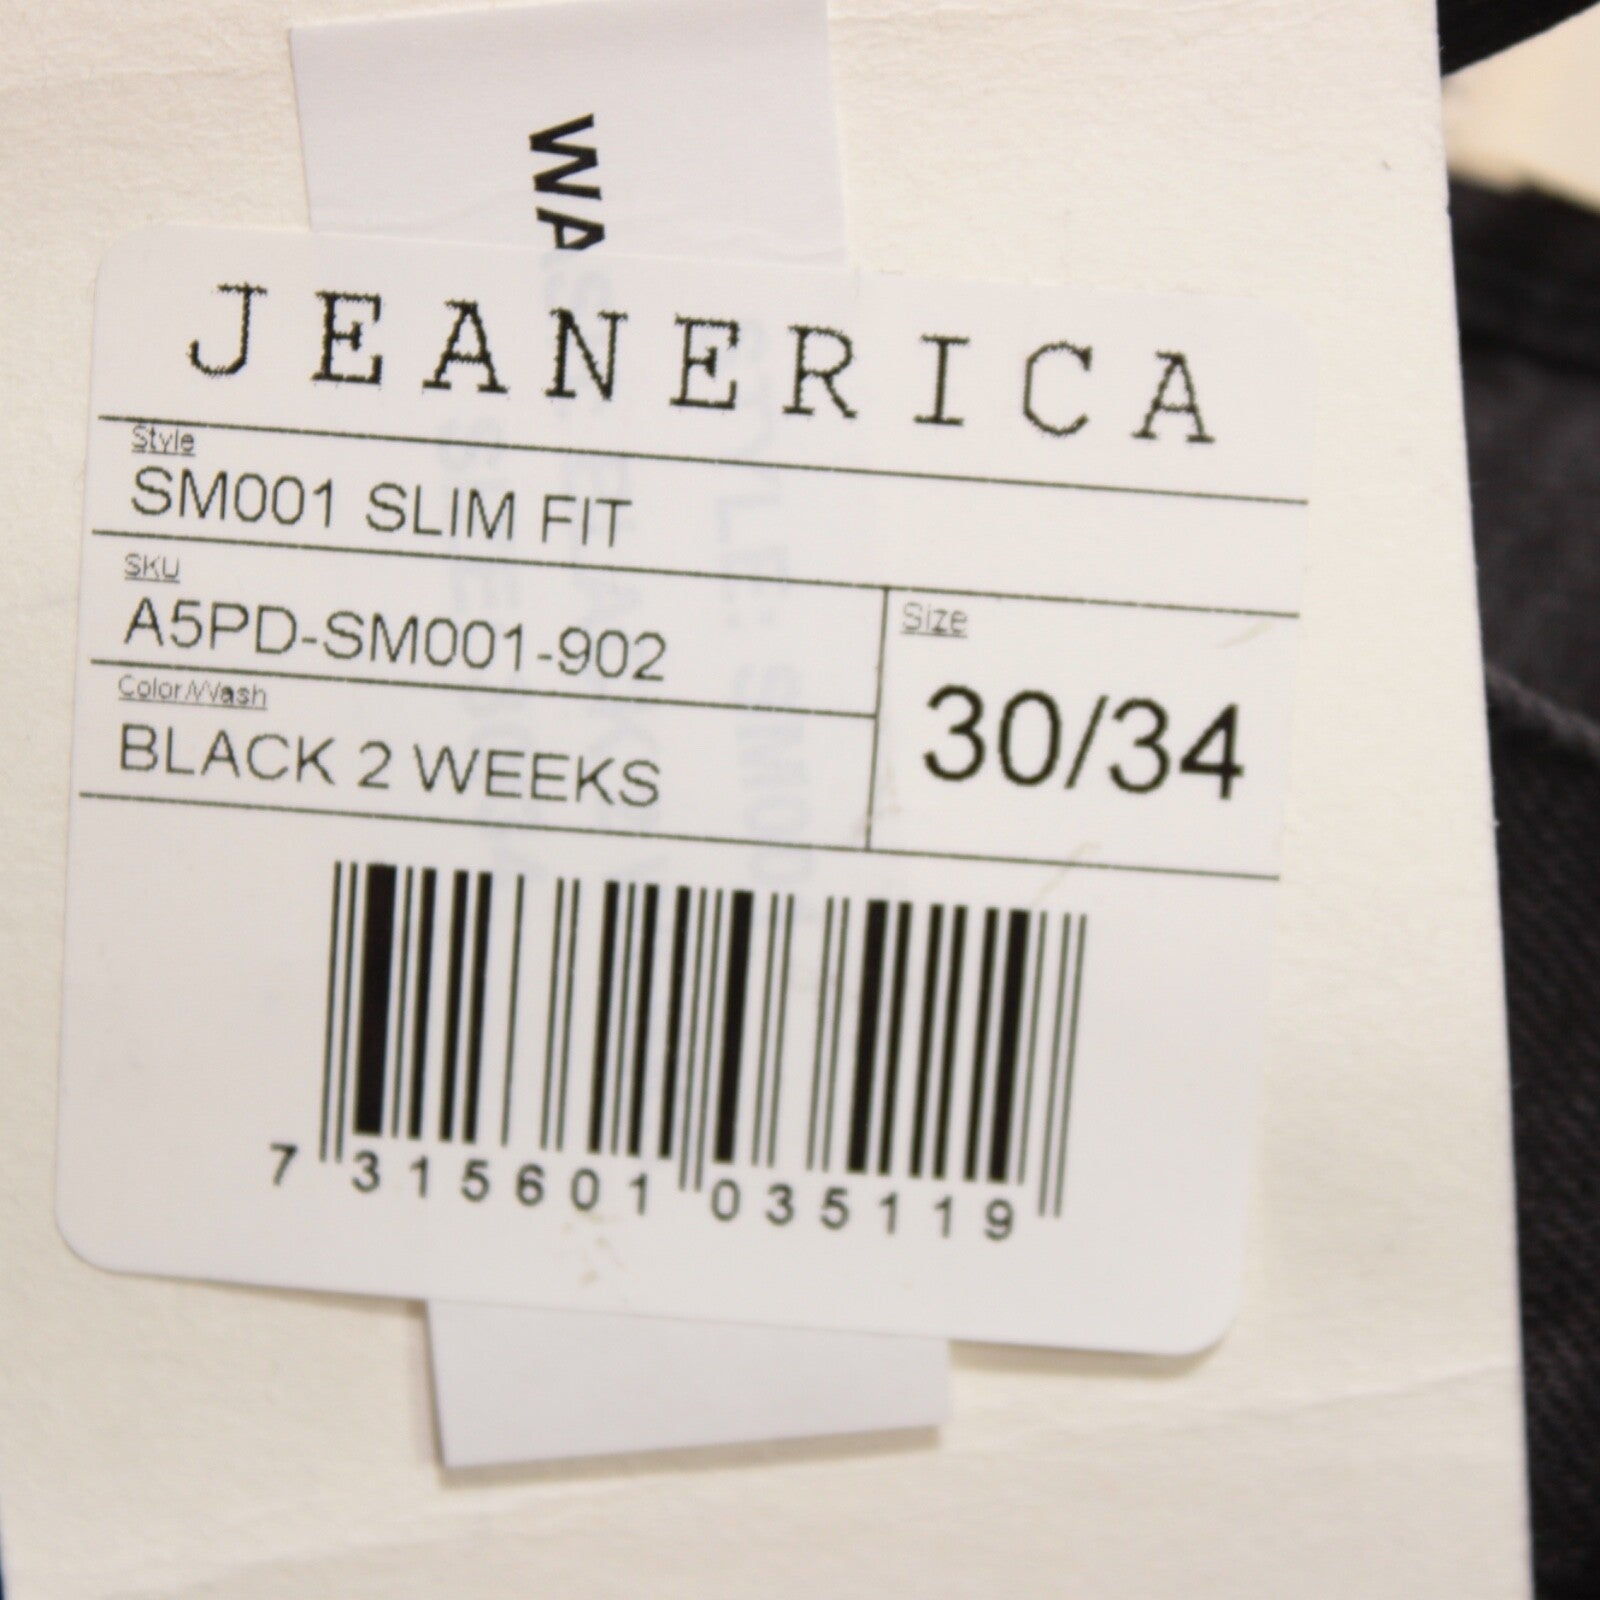 WA
JEANERICA
Style
SM001 SLIM FIT
SKU
A5PD-SM001-902
Size
30/34
Color/Wash
BLACK 2 WEEKS
7 315601 035119